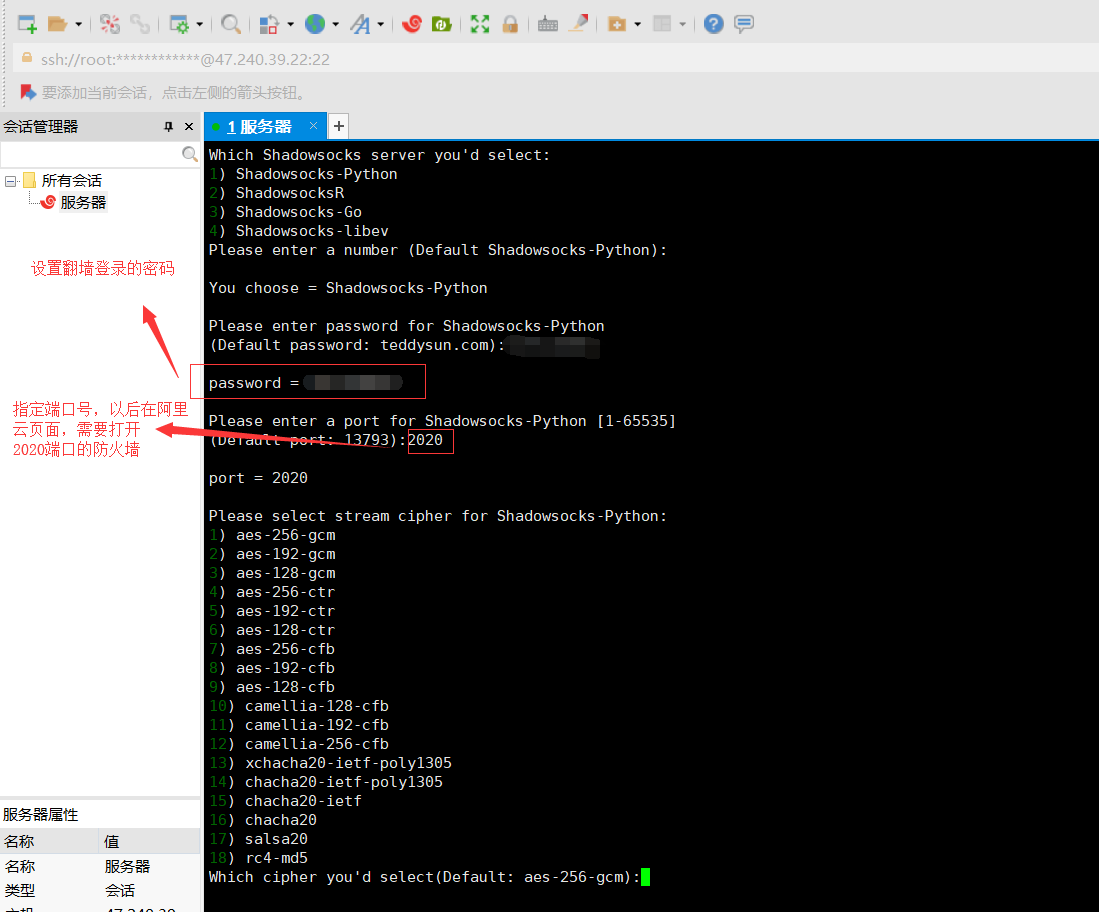 ssh://root:************@47.240.39.22:22
要添加当前会话，点击左侧的箭头按钮。
会话管理器
1 服务器
所有会话
服务器
设置翻墙登录的密码
指定端口号，以后在阿里
云页面，需要打开
2020端口的防火墙
服务器属性
名称 值
名称 服务器
类型 会话
Which Shadowsocks server you'd select:
1) Shadowsocks-Python
2) ShadowsocksR
3) Shadowsocks-Go
4) Shadowsocks-libev
Please enter a number (Default Shadowsocks-Python):
You choose = Shadowsocks-Python
Please enter password for Shadowsocks-Python
(Default password: teddysun.com):
password =
Please enter a port for Shadowsocks-Python [1-65535]
(Default port: 13793):2020
port = 2020
Please select stream cipher for Shadowsocks-Python:
1) aes-256-gcm
2) aes-192-gcm
3) aes-128-gcm
4) aes-256-ctr
5) aes-192-ctr
6) aes-128-ctr
7) aes-256-cfb
8) aes-192-cfb
9) aes-128-cfb
10) camellia-128-cfb
11) camellia-192-cfb
12) camellia-256-cfb
13) xchacha20-ietf-poly1305
14) chacha20-ietf-poly1305
15) chacha20-ietf
16) chacha20
17) salsa20
18) rc4-md5
Which cipher you'd select(Default: aes-256-gcm):